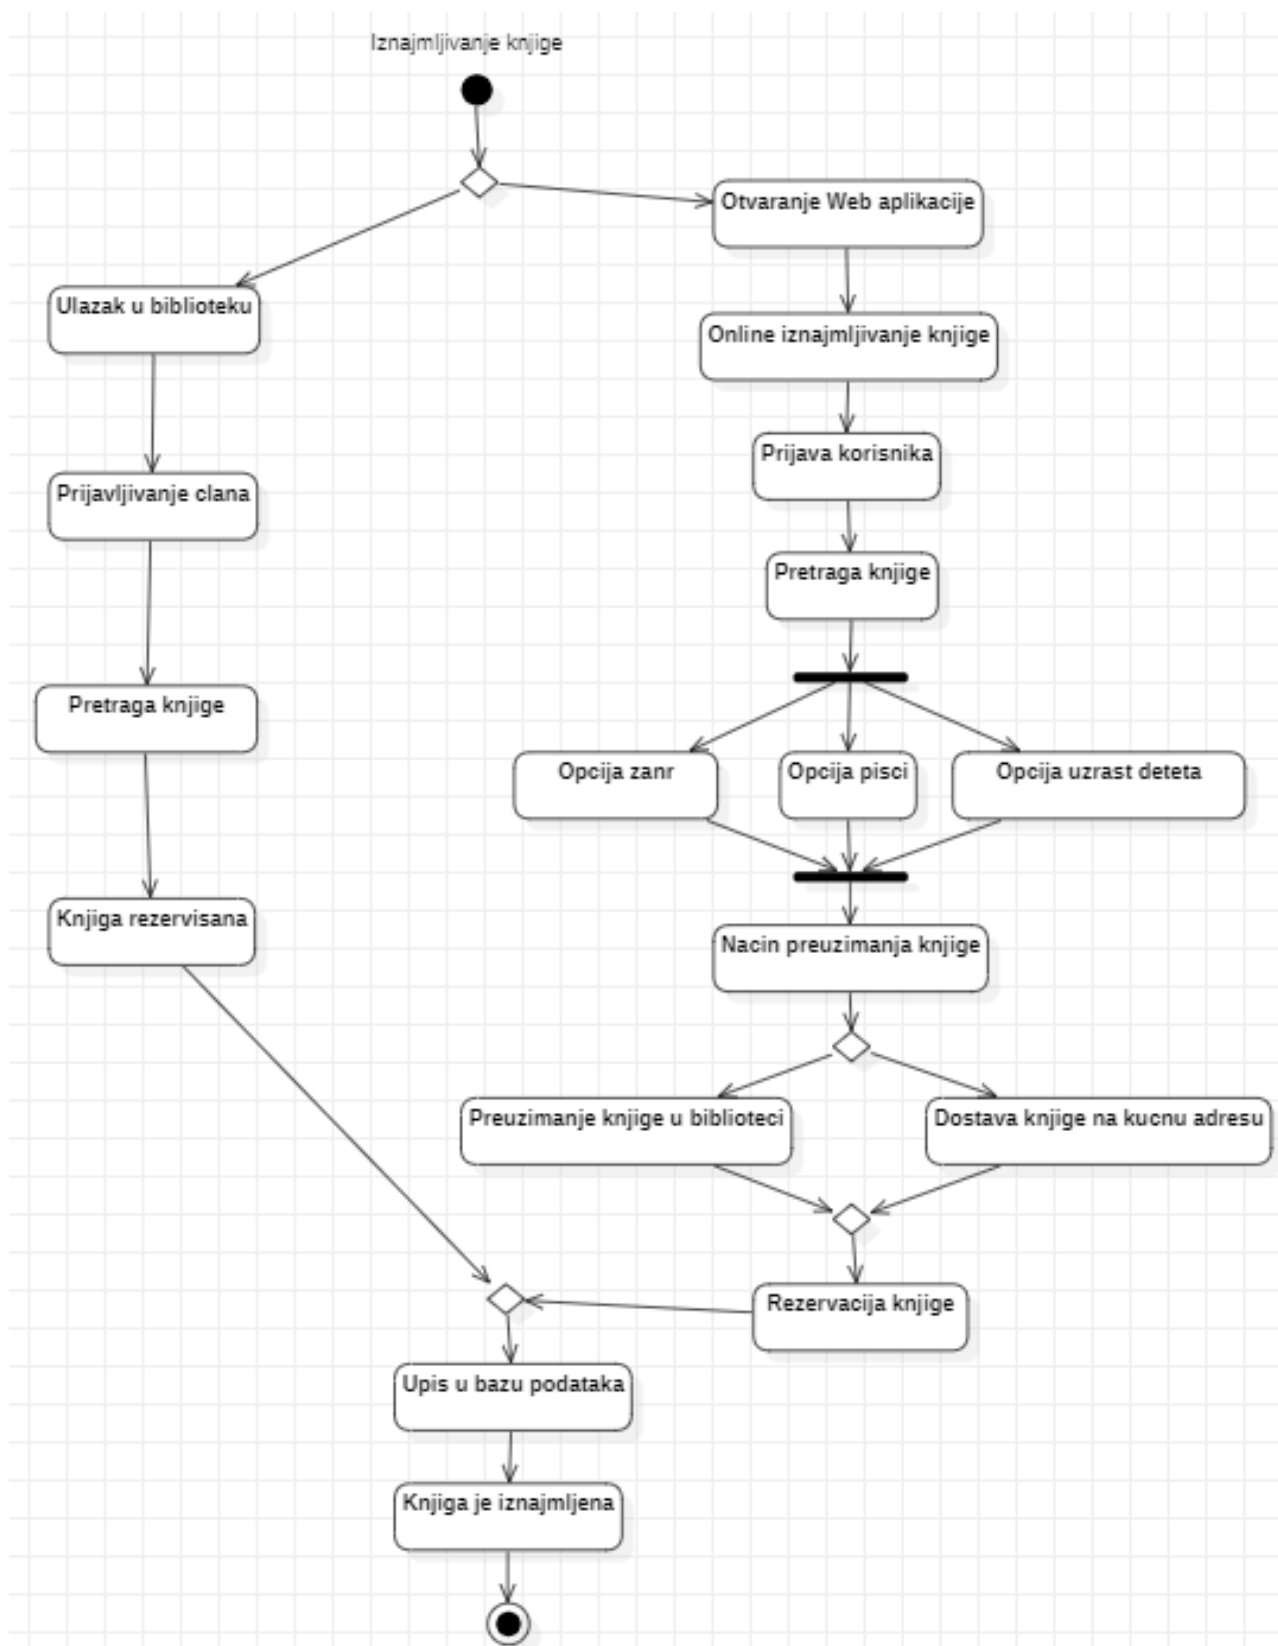 Iznajmljivanje knjige
Otvaranje Web aplikacije
Ulazak u biblioteku
Online iznajmljivanje knjige
Prijava korisnika
Prijavljivanje clana
Pretraga knjige
Pretraga knjige
Opcija zanr
Opcija pisci
Opcija uzrast deteta
Knjiga rezervisana
Nacin preuzimanja knjige
Preuzimanje knjige u biblioteci
Dostava knjige na kucnu adresu
Rezervacija knjige
Upis u bazu podataka
Knjiga je iznajmljena